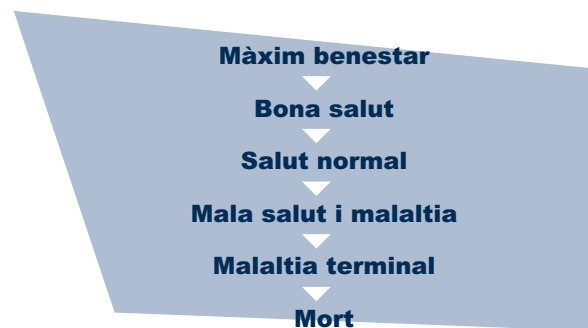 Màxim benestar
Bona salut
Salut normal
Mala salut i malaltia
Malaltia terminal
Mort